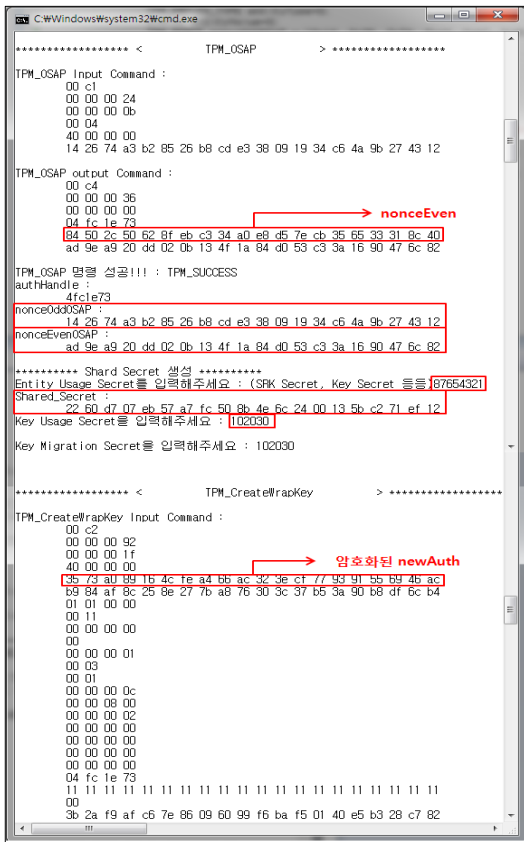 C:\Windows\system32\cmd.exe
****************** < TPM_OSAP > ******************
TPM_OSAP Input Command :
00 c1
00 00 00 24
00 00 00 0b
00 04
40 00 00 00
14 26 74 a3 b2 85 26 b8 cd e3 38 09 19 34 c6 4a 9b 27 43 12
TPM_OSAP output Command :
00 c4
00 00 00 36
00 00 00 00
04 fc 1e 73
nonceEven
84 50 2c 50 62 8f eb c3 34 a0 e8 d5 7e cb 35 65 33 31 8c 40
ad 9e a9 20 dd 02 0b 13 4f 1a 84 d0 53 c3 3a 16 90 47 6c 82
TPM_OSAP 명령 성공!!! : TPM_SUCCESS
authHandle :
4fc1e73
nonceOddOSAP :
14 26 74 a3 b2 85 26 b8 cd e3 38 09 19 34 c6 4a 9b 27 43 12
nonceEvenOSAP :
ad 9e a9 20 dd 02 0b 13 4f 1a 84 d0 53 c3 3a 16 90 47 6c 82
********** Shard Secret 생성 **********
Entity Usage Secret를 입력해주세요 : (SRK Secret, Key Secret 등등)87654321
Shared_Secret :
22 60 d7 07 eb 57 a7 fc 50 8b 4e 6c 24 00 13 5b c2 71 ef 12
Key Usage Secret을 입력해주세요 : 102030
Key Migration Secret을 입력해주세요 : 102030
****************** < TPM_CreateWrapKey > ******************
TPM_CreateWrapKey Input Command :
00 c2
00 00 00 92
00 00 00 1f
40 00 00 00
암호화된 newAuth
35 73 a0 89 16 4c fe a4 66 ac 32 3e cf 77 93 91 55 69 46 ac
b9 84 af 8c 25 8e 27 7b a8 76 30 3c 37 b5 3a 90 b8 df 6c b4
01 01 00 00
00 11
00 00 00 00
00
00 00 00 01
00 03
00 01
00 00 00 0c
00 00 08 00
00 00 00 02
00 00 00 00
00 00 00 00
00 00 00 00
04 fc 1e 73
11 11 11 11 11 11 11 11 11 11 11 11 11 11 11 11 11 11 11 11
00
3b 2a f9 af c6 7e 86 09 60 99 f6 ba f5 01 40 e5 b3 28 c7 82